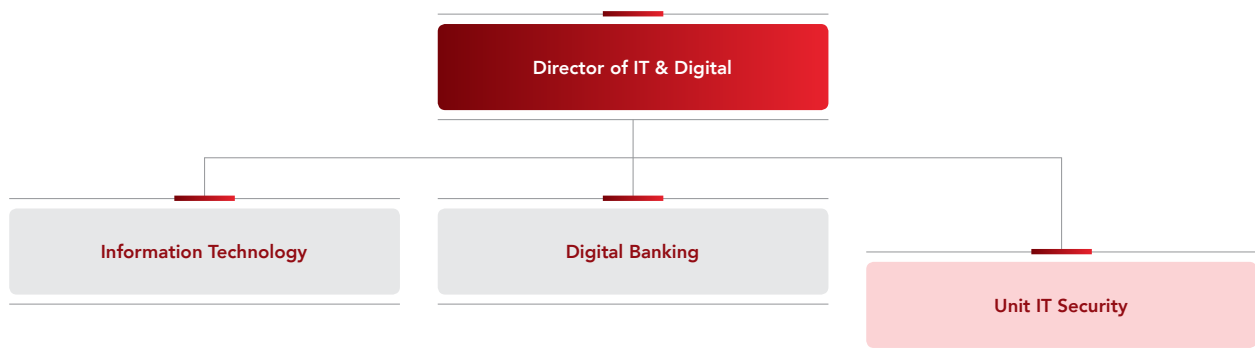 Director of IT & Digital
Information Technology
Digital Banking
Unit IT Security